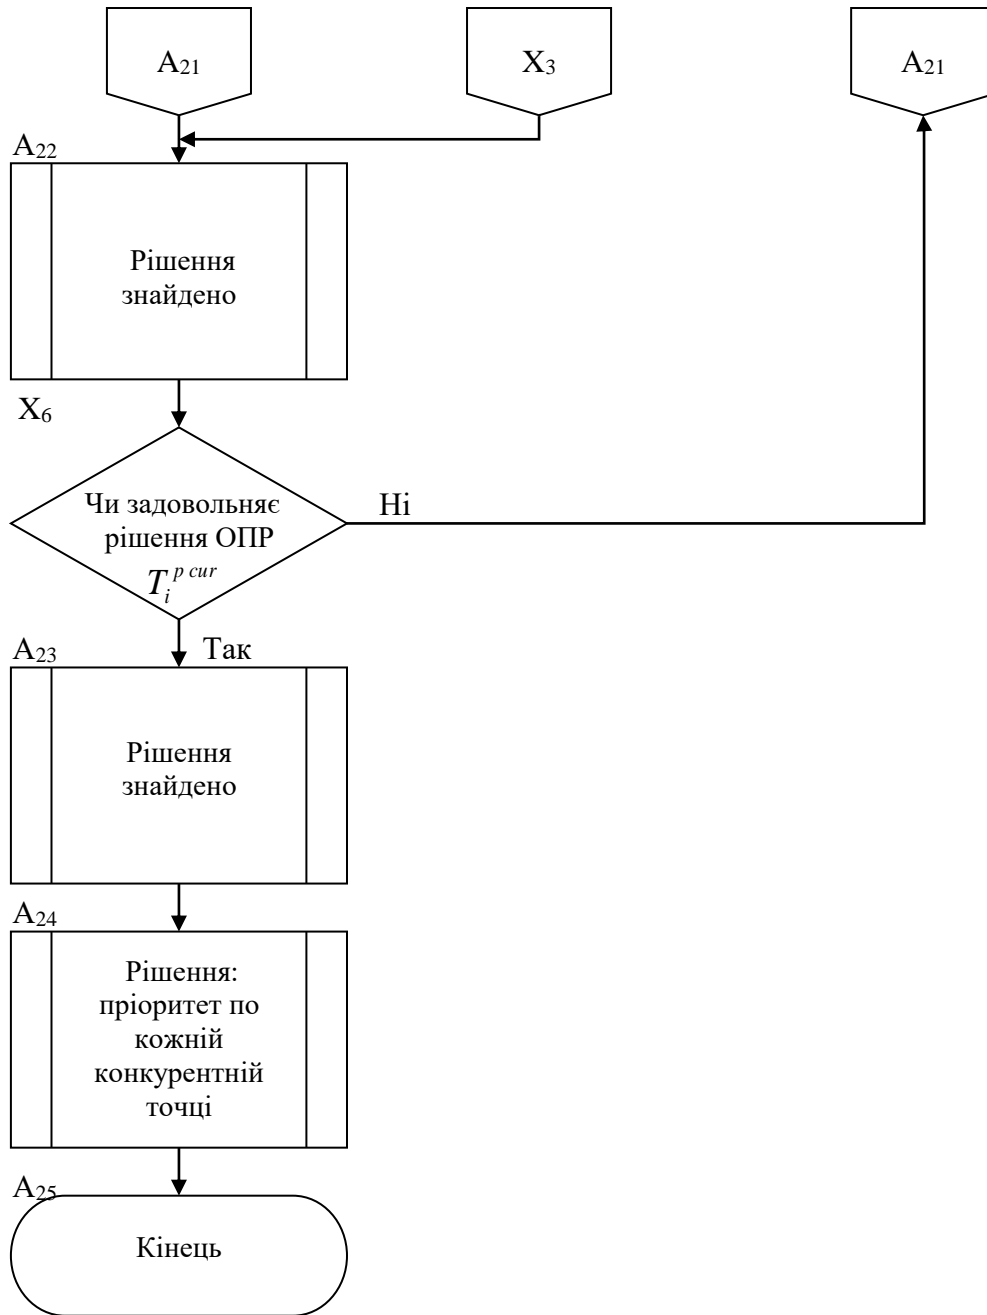 A21
X3
A21
A22
Рішення
знайдено
X6
Чи задовольняє
рішення ОПР
T_i^{p cur}
Ні
A23
Так
Рішення
знайдено
A24
Рішення:
пріоритет по
кожній
конкурентній
точці
A25
Кінець